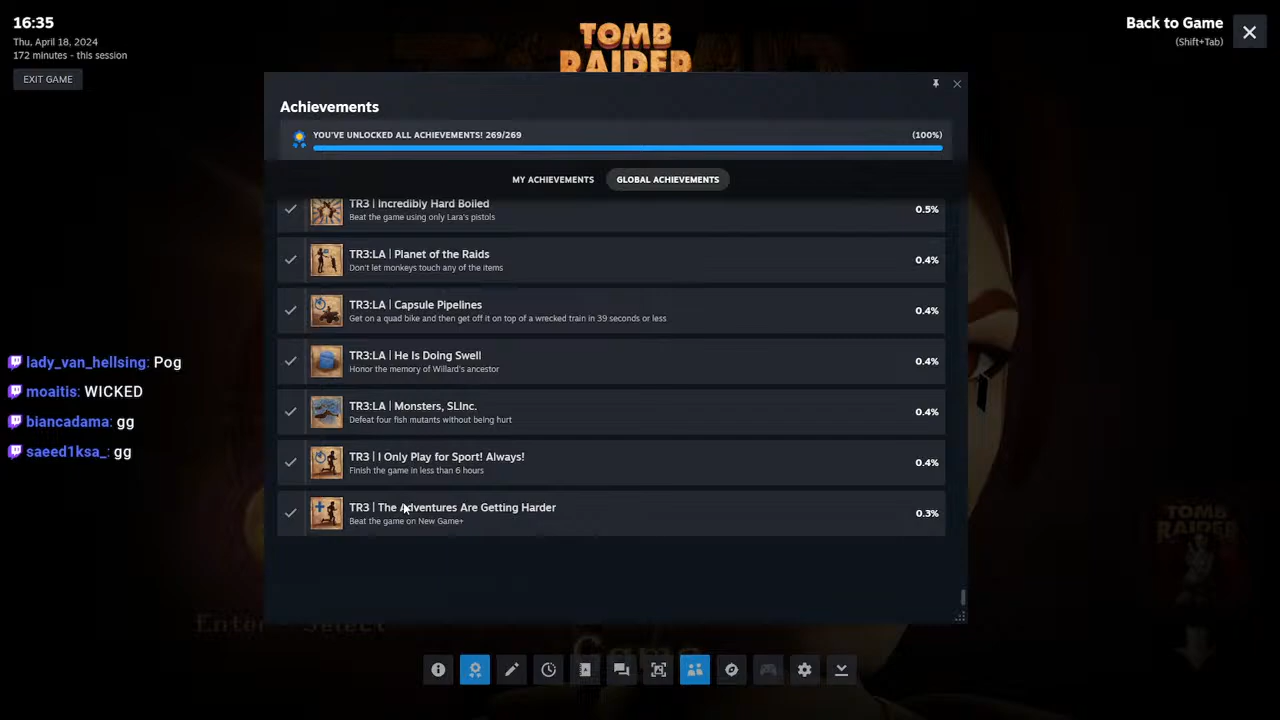 16:35
Thu, April 18, 2024
172 minutes - this session
EXIT GAME
TOMB
RAIDER
Back to Game
(Shift+Tab)
Achievements
YOU'VE UNLOCKED ALL ACHIEVEMENTS! 269/269
(100%)
MY ACHIEVEMENTS
GLOBAL ACHIEVEMENTS
TR3 | Incredibly Hard Boiled
Beat the game using only Lara's pistols
0.5%
TR3:LA | Planet of the Raids
Don't let monkeys touch any of the items
0.4%
TR3:LA | Capsule Pipelines
Get on a quad bike and then get off it on top of a wrecked train in 39 seconds or less
0.4%
TR3:LA | He Is Doing Swell
Honor the memory of Willard's ancestor
0.4%
TR3:LA | Monsters, SLInc.
Defeat four fish mutants without being hurt
0.4%
TR3 | I Only Play for Sport! Always!
Finish the game in less than 6 hours
0.4%
TR3 | The Adventures Are Getting Harder
Beat the game on New Game+
0.3%
lady_van_hellsing: Pog
moaitis: WICKED
biancadama: gg
saeed1ksa_: gg
TOMB
RAIDER
Enter - Select
Game